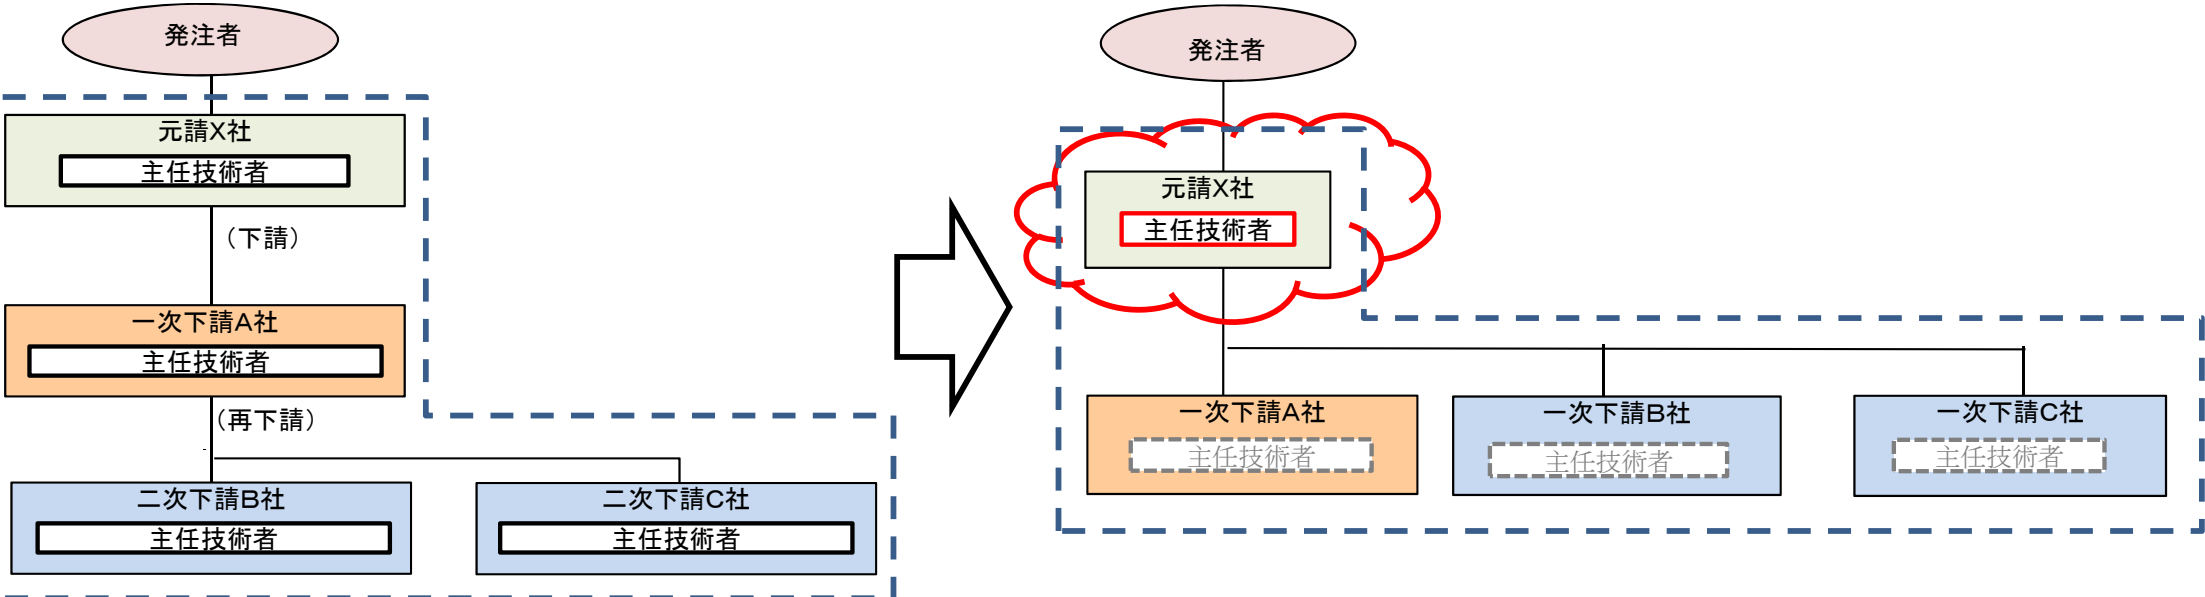 発注者
元請X社
主任技術者
（下請）
一次下請A社
主任技術者
（再下請）
二次下請B社
主任技術者
二次下請C社
主任技術者
発注者
元請X社
主任技術者
一次下請A社
主任技術者
一次下請B社
主任技術者
一次下請C社
主任技術者